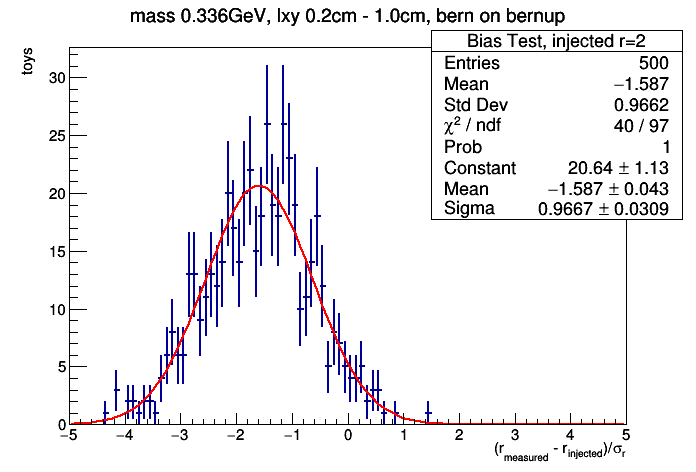 mass 0.336GeV, lxy 0.2cm - 1.0cm, bern on bernup
Bias Test, injected r=2
Entries 500
Mean −1.587
Std Dev 0.9662
χ² / ndf 40 / 97
Prob 1
Constant 20.64 ± 1.13
Mean −1.587 ± 0.043
Sigma 0.9667 ± 0.0309
toys
30
25
20
15
10
5
0
−5 −4 −3 −2 −1 0 1 2 3 4 5
(r_measured - r_injected)/σ_r